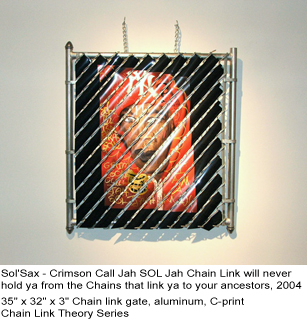 NY
Sol'Sax - Crimson Call Jah SOL Jah Chain Link will never
hold ya from the Chains that link ya to your ancestors, 2004
35" x 32" x 3" Chain link gate, aluminum, C-print
Chain Link Theory Series